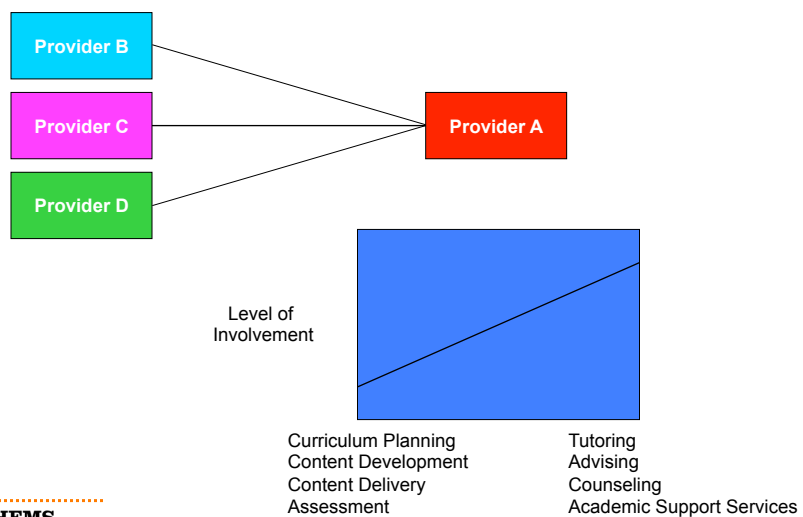 Provider B
Provider C
Provider A
Provider D
Level of
Involvement
Curriculum Planning
Tutoring
Content Development
Advising
Content Delivery
Counseling
Assessment
Academic Support Services